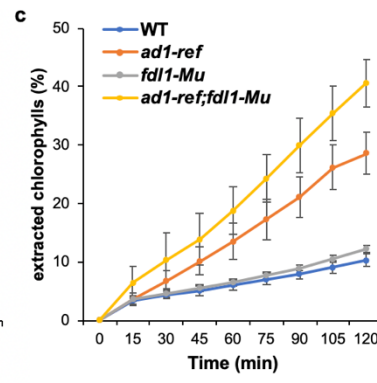 c
50
WT
ad1-ref
fdl1-Mu
ad1-ref;fdl1-Mu
40
30
20
10
0
extracted chlorophylls (%)
0 15 30 45 60 75 90 105 120
Time (min)